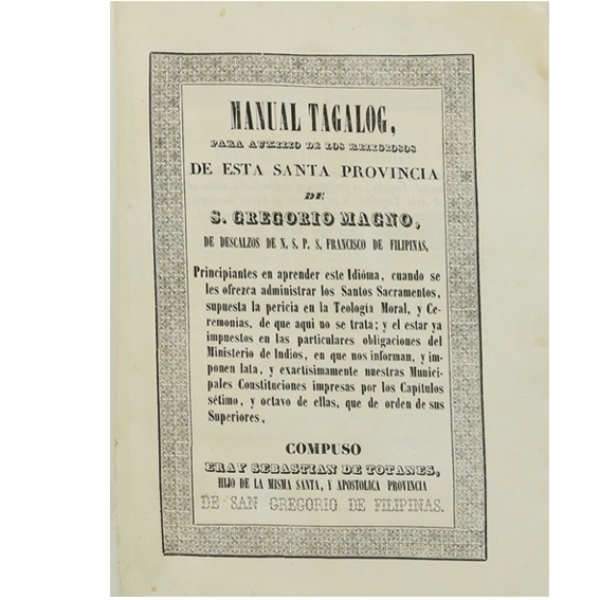 MANUAL TAGALOG,
PARA AUXILIO DE LOS RELIGIOSOS
DE ESTA SANTA PROVINCIA
DE
S. GREGORIO MAGNO,
DE DESCALZOS DE N. S. P. S. FRANCISCO DE FILIPINAS,
Principiantes en aprender este Idióma, cuando se
les ofrezca administrar los Santos Sacramentos,
supuesta la pericia en la Teología Moral, y Ce-
remonias, de que aqui no se trata; y el estar ya
impuestos en las particulares obligaciones del
Ministerio de Indios, en que nos informan, y im-
ponen lata, y exactisimamente nuestras Munici-
pales Constituciones impresas por los Capítulos
sétimo, y octavo de ellas, que de orden de sus
Superiores,
COMPUSO
FRAY SEBASTIAN DE TOTANES,
HIJO DE LA MISMA SANTA, Y APOSTOLICA PROVINCIA
DE SAN GREGORIO DE FILIPINAS.